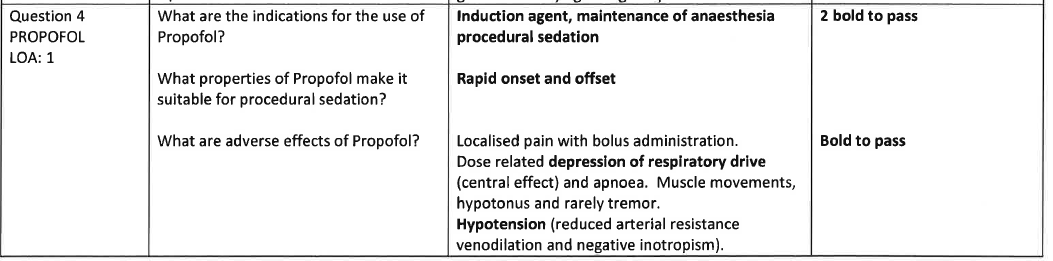 Question 4
PROPOFOL
LOA: 1
What are the indications for the use of
Propofol?
What properties of Propofol make it
suitable for procedural sedation?
What are adverse effects of Propofol?
Induction agent, maintenance of anaesthesia
procedural sedation
Rapid onset and offset
Localised pain with bolus administration.
Dose related depression of respiratory drive
(central effect) and apnoea. Muscle movements,
hypotonus and rarely tremor.
Hypotension (reduced arterial resistance
venodilation and negative inotropism).
2 bold to pass
Bold to pass